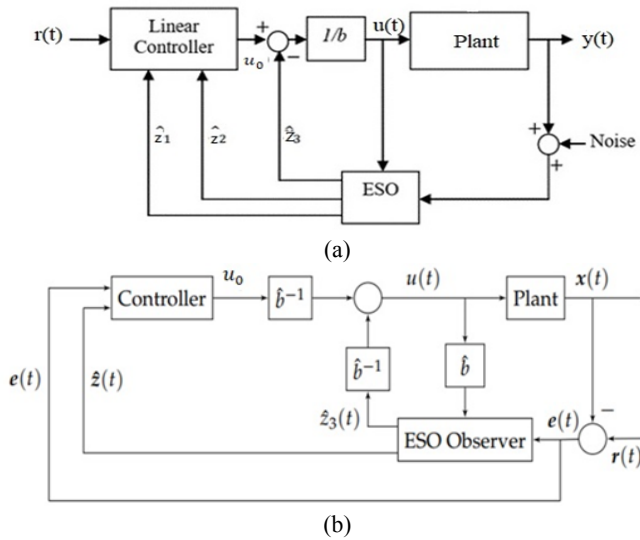 r(t)
Linear
Controller
+
−
u₀
1/b
u(t)
Plant
y(t)
ẑ1
ẑ2
ẑ3
ESO
+
+
Noise
(a)
Controller
u₀
b̂⁻¹
u(t)
Plant
x(t)
e(t)
ẑ(t)
b̂⁻¹
b̂
ẑ₃(t)
ESO Observer
e(t)
−
r(t)
(b)